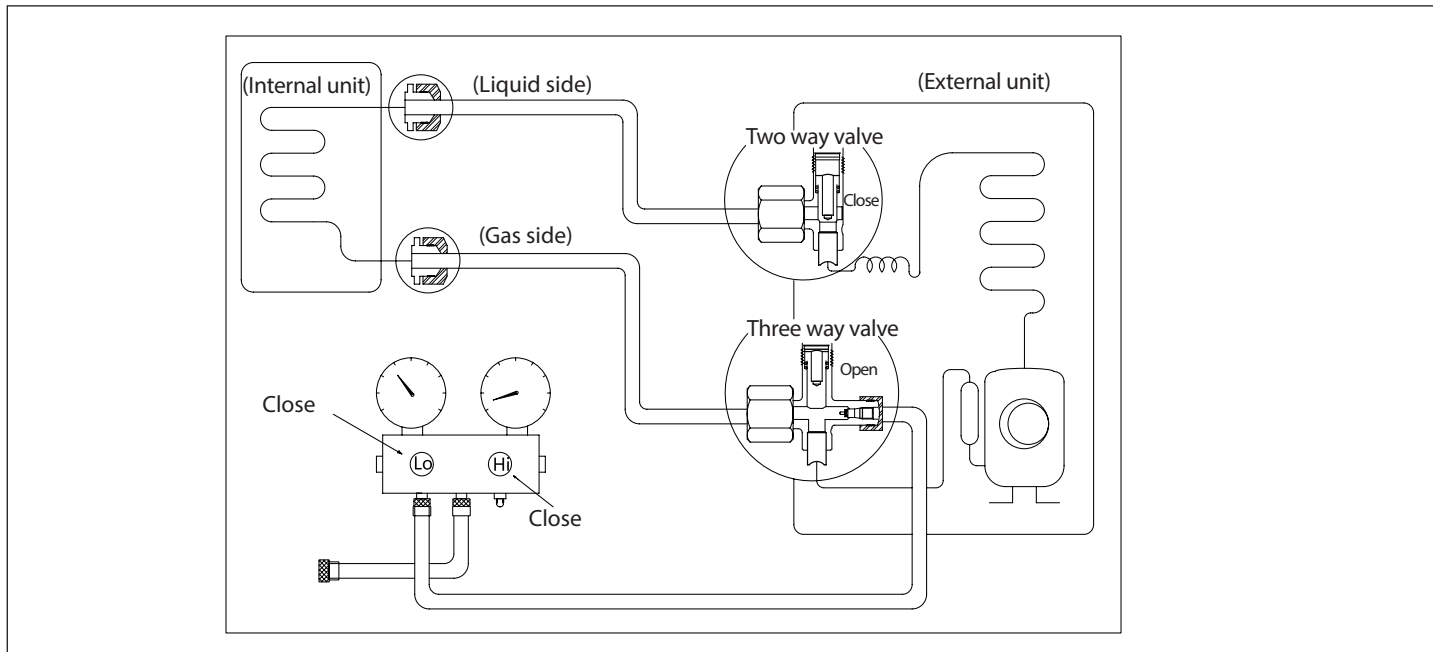 (Internal unit)
(Liquid side)
(External unit)
Two way valve
Close
(Gas side)
Three way valve
Open
Close
Lo
Hi
Close